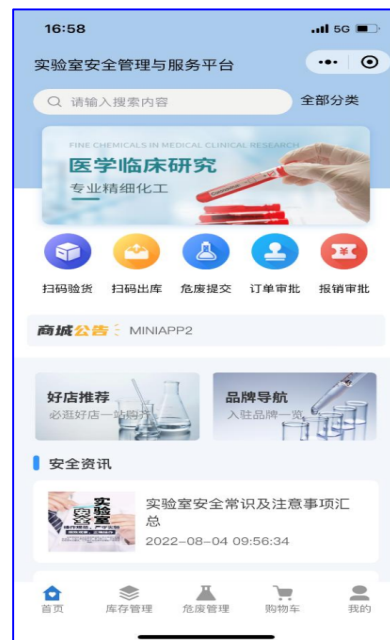 16:58
5G
实验室安全管理与服务平台
请输入搜索内容
全部分类
FINE CHEMICALS IN MEDICAL CLINICAL RESEARCH
医学临床研究
专业精细化工
扫码验货 扫码出库 危废提交 订单审批 报销审批
商城公告: MINIAPP2
好店推荐
必逛好店一站购齐
品牌导航
入驻品牌一览
安全资讯
实验室
安全
实验室安全常识及注意事项汇
总
2022-08-04 09:56:34
首页 库存管理 危废管理 购物车 我的